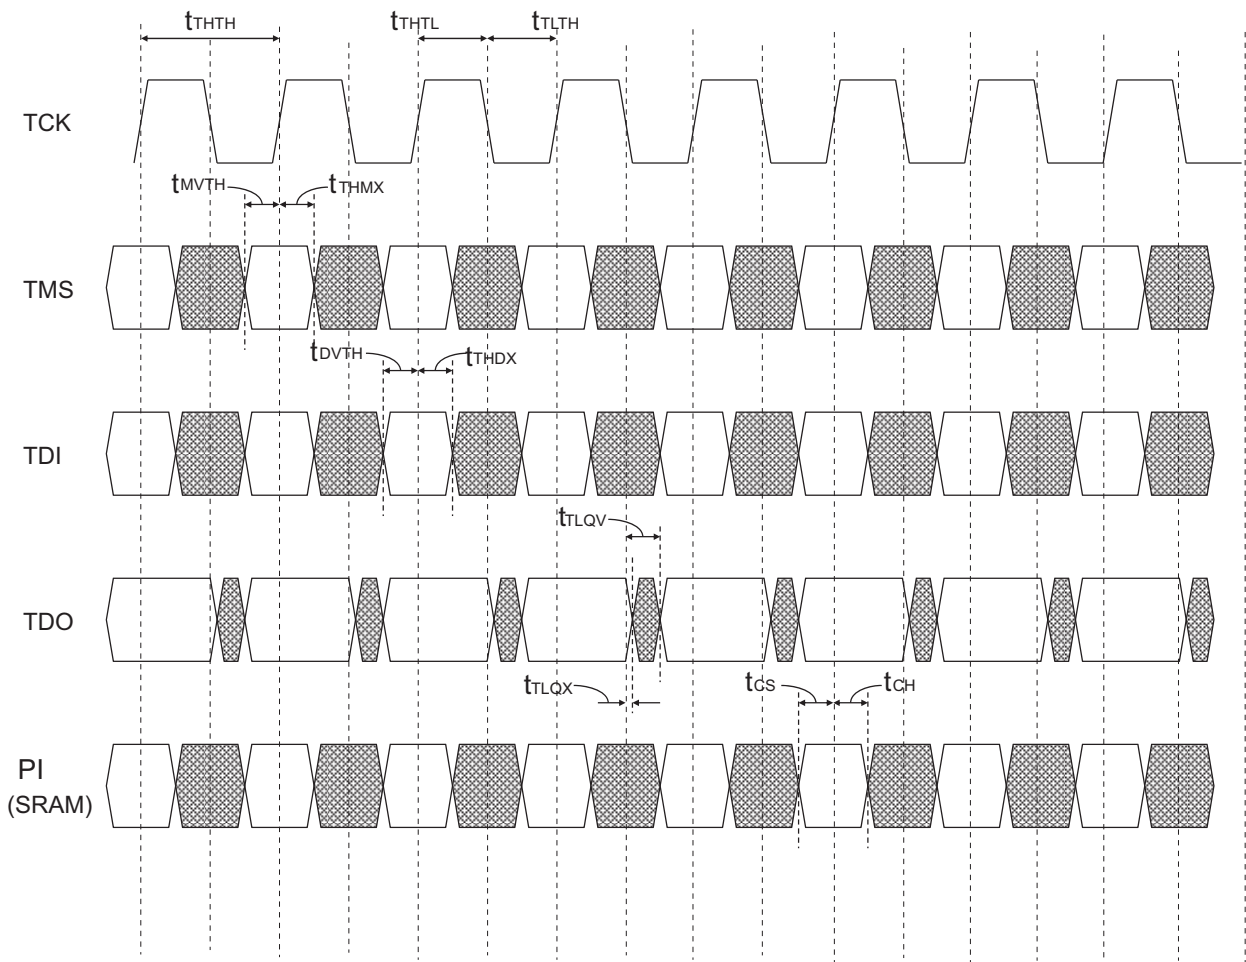 tTHTH
tTHTL
tTLTH
TCK
tMVTH
tTHMX
TMS
tDVTH
tTHDX
TDI
tTLQV
TDO
tTLQX
tCS
tCH
PI
(SRAM)